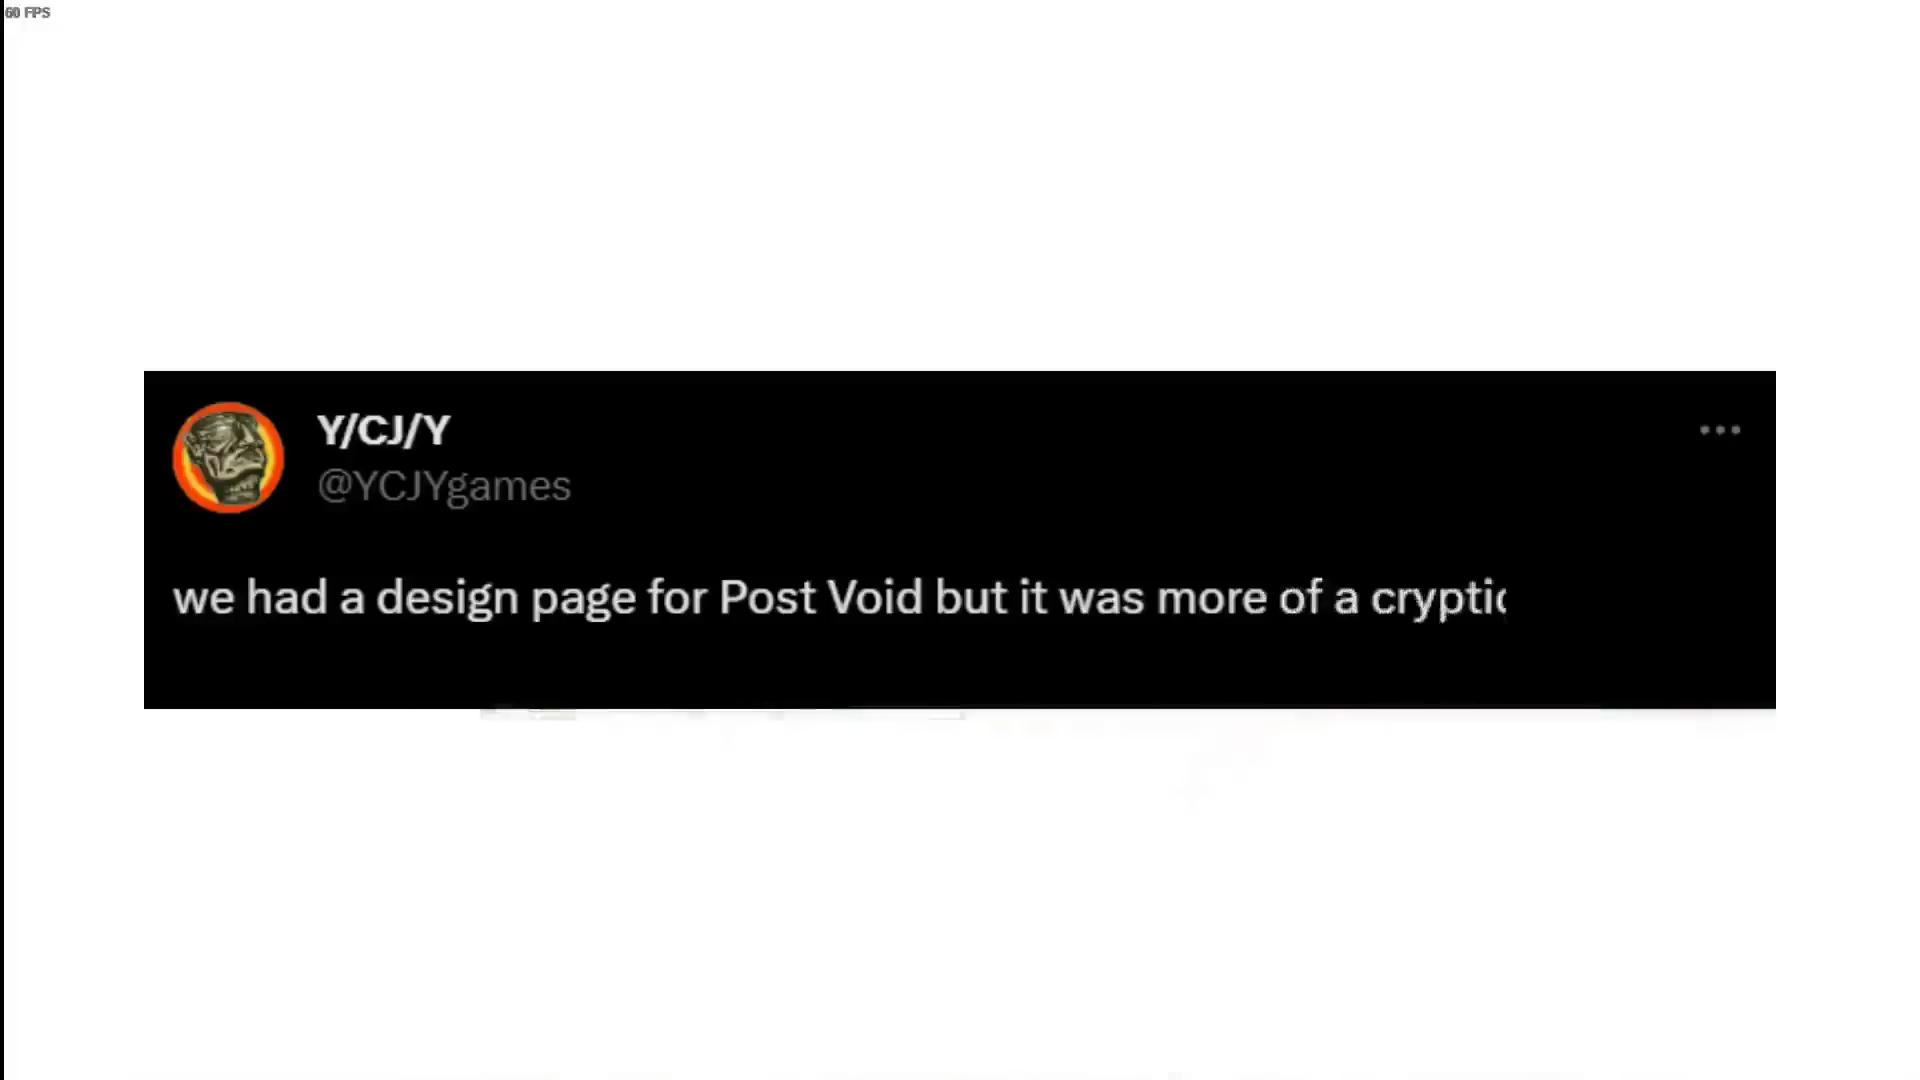 60 FPS
Y/CJ/Y
@YCJYgames
we had a design page for Post Void but it was more of a cryptic